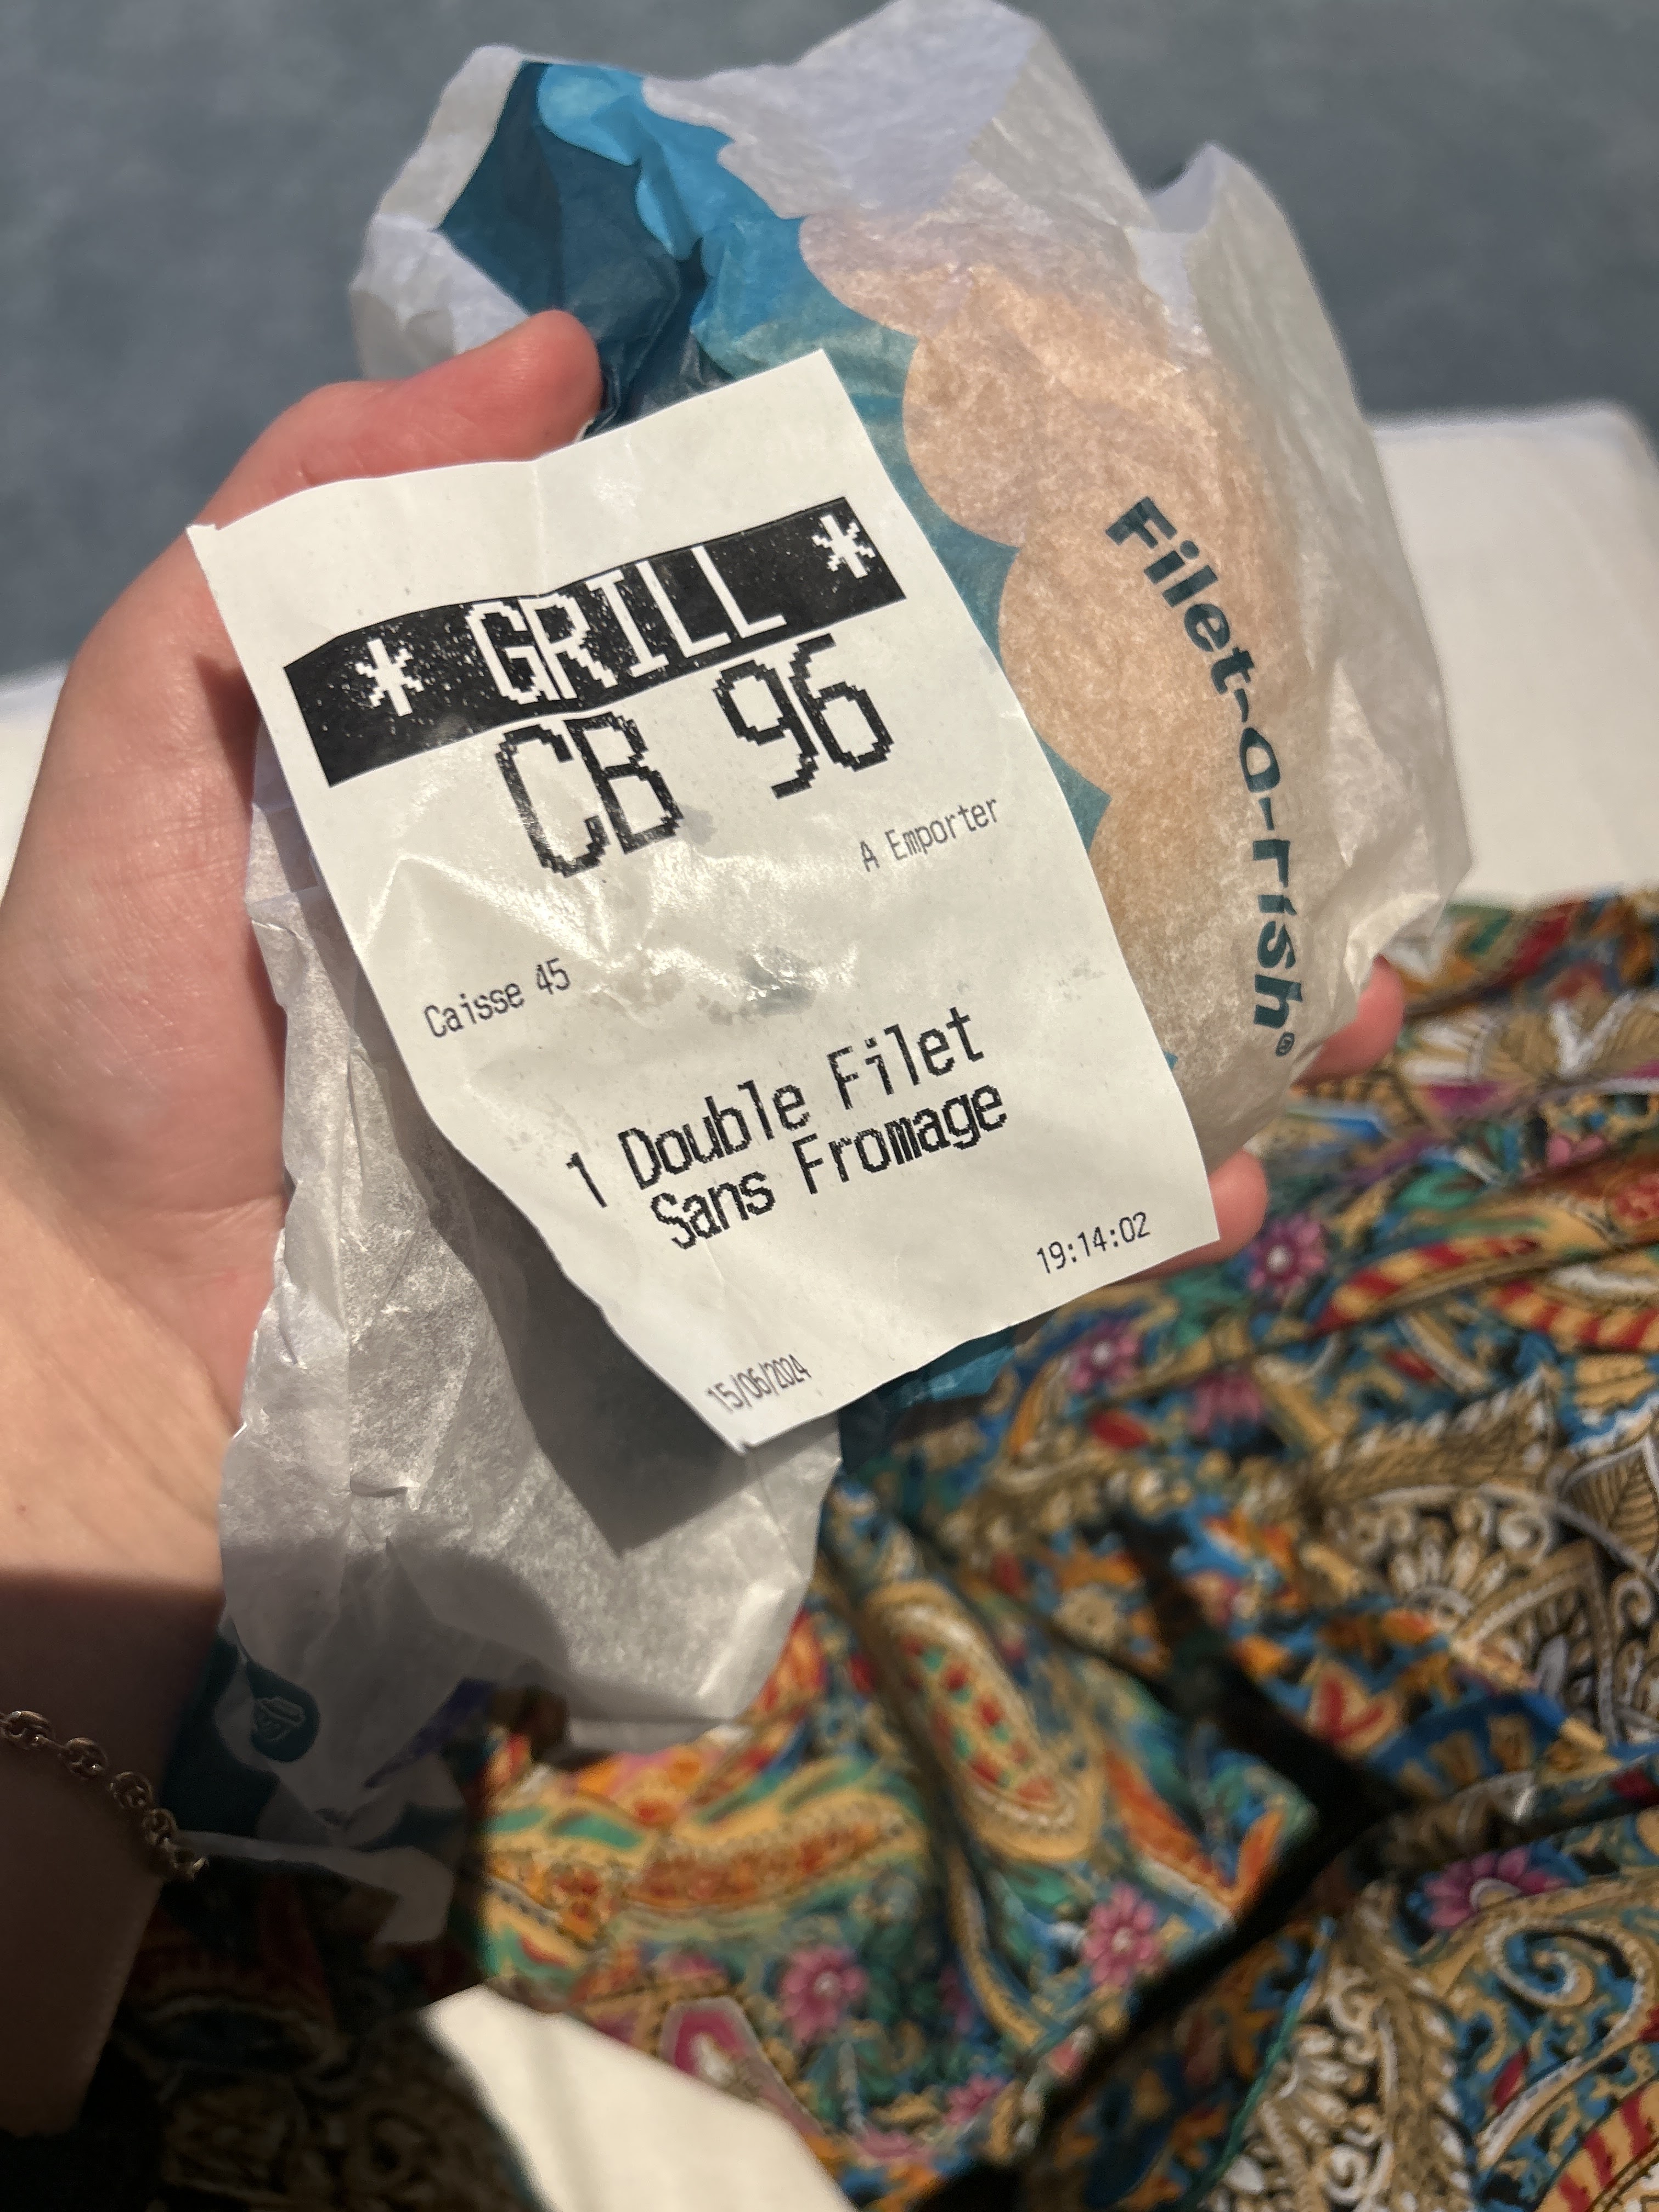 * GRILL *
CB 96
A Emporter
Caisse 45
1 Double Filet
Sans Fromage
19:14:02
15/06/2024
Filet-O-Fish®